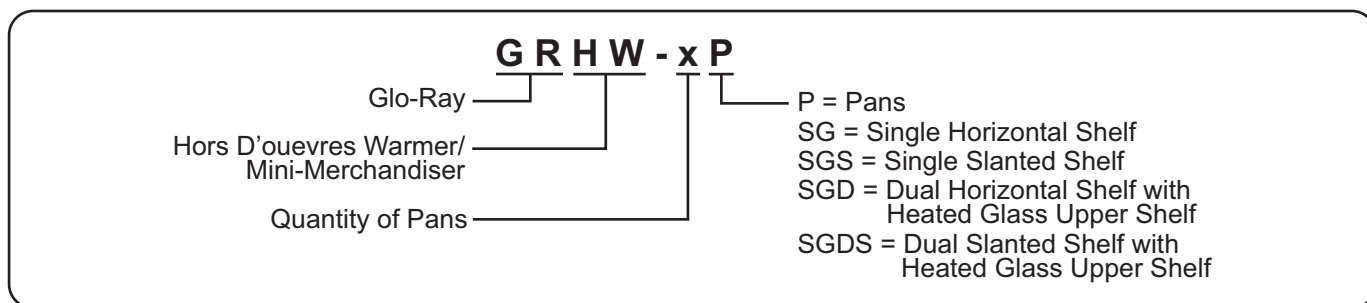 G R H W - x P
Glo-Ray
Hors D'ouevres Warmer/
Mini-Merchandiser
Quantity of Pans
P = Pans
SG = Single Horizontal Shelf
SGS = Single Slanted Shelf
SGD = Dual Horizontal Shelf with
Heated Glass Upper Shelf
SGDS = Dual Slanted Shelf with
Heated Glass Upper Shelf